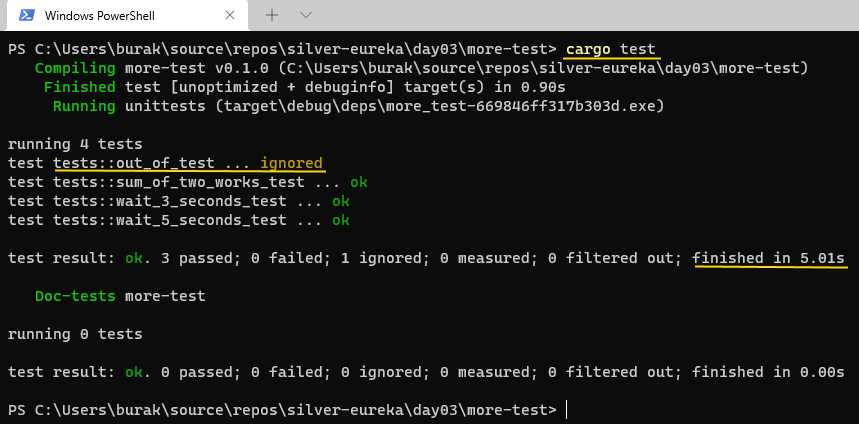 Windows PowerShell
PS C:\Users\burak\source\repos\silver-eureka\day03\more-test> cargo test
   Compiling more-test v0.1.0 (C:\Users\burak\source\repos\silver-eureka\day03\more-test)
    Finished test [unoptimized + debuginfo] target(s) in 0.90s
     Running unittests (target\debug\deps\more_test-669846ff317b303d.exe)
running 4 tests
test tests::out_of_test ... ignored
test tests::sum_of_two_works_test ... ok
test tests::wait_3_seconds_test ... ok
test tests::wait_5_seconds_test ... ok
test result: ok. 3 passed; 0 failed; 1 ignored; 0 measured; 0 filtered out; finished in 5.01s
   Doc-tests more-test
running 0 tests
test result: ok. 0 passed; 0 failed; 0 ignored; 0 measured; 0 filtered out; finished in 0.00s
PS C:\Users\burak\source\repos\silver-eureka\day03\more-test>